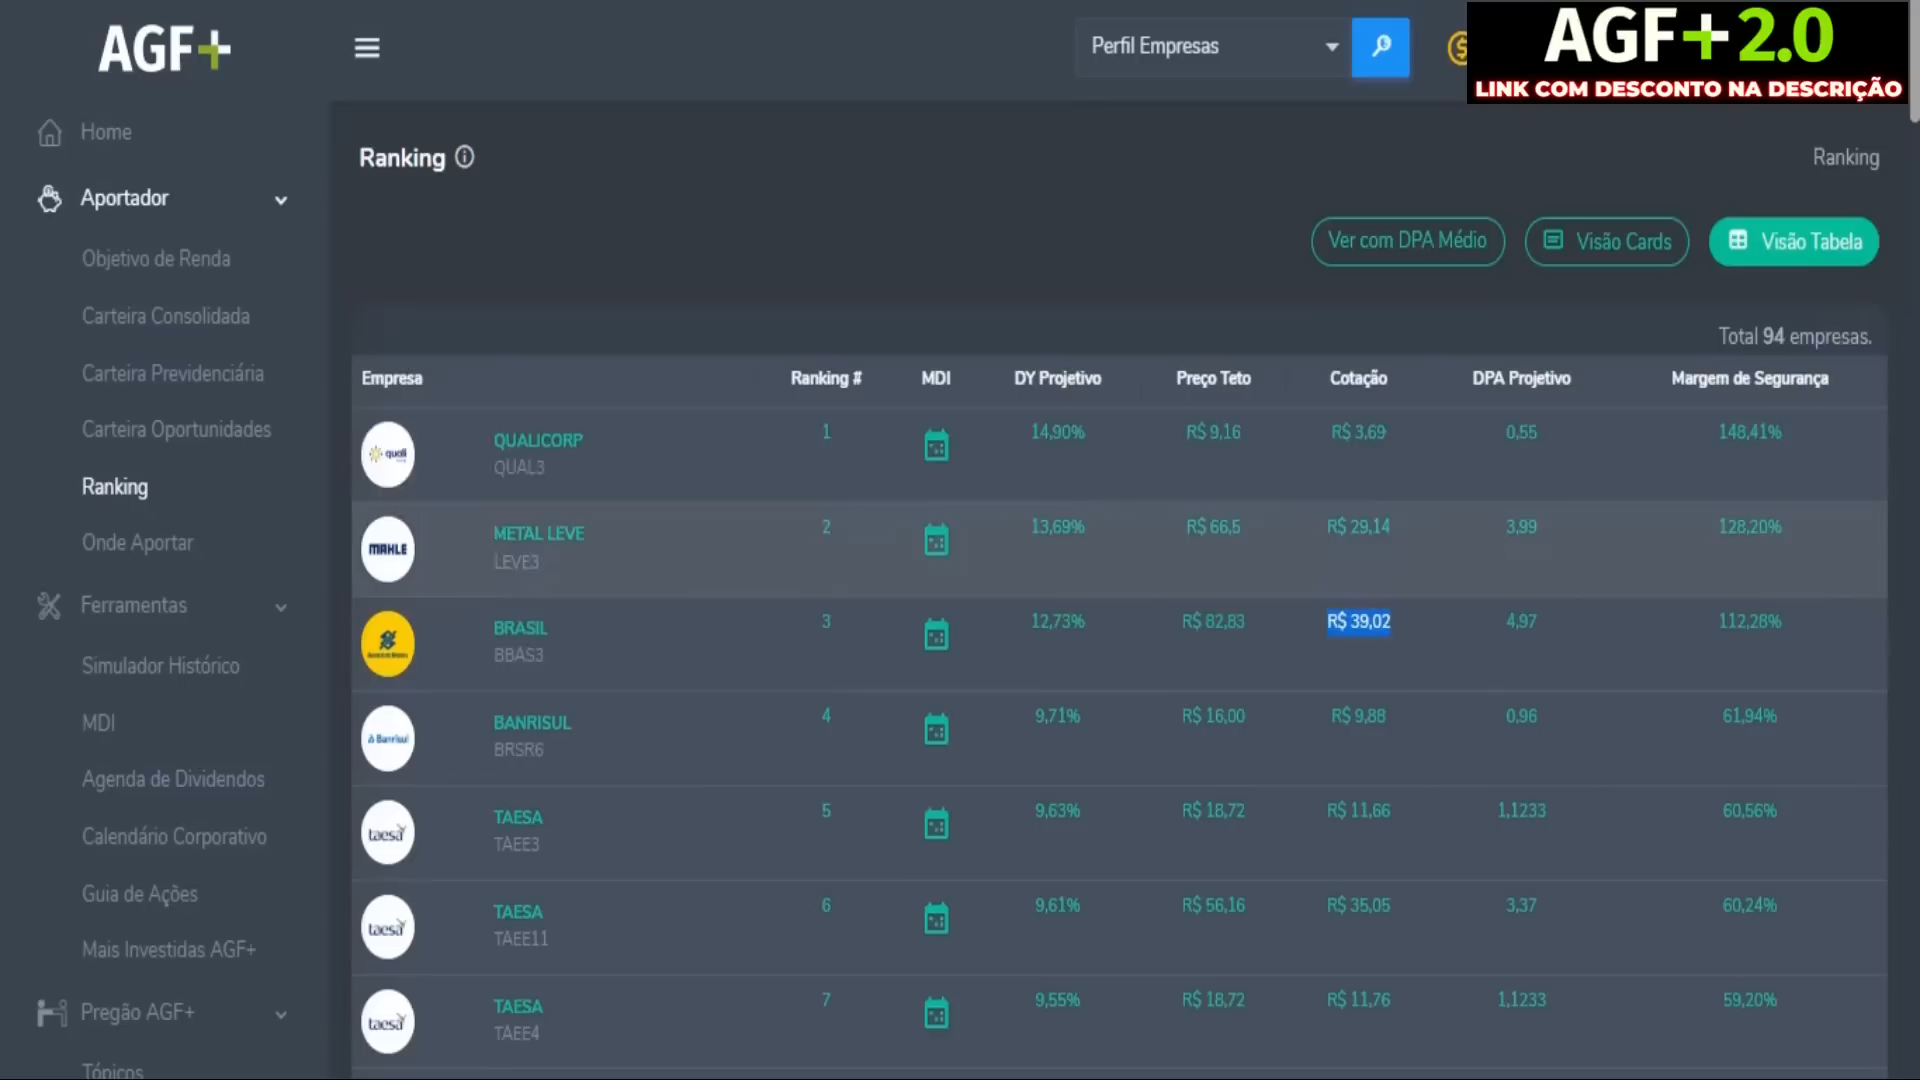 AGF+
Perfil Empresas
AGF+2.0
LINK COM DESCONTO NA DESCRIÇÃO
Home
Aportador
Objetivo de Renda
Carteira Consolidada
Carteira Previdenciária
Carteira Oportunidades
Ranking
Onde Aportar
Ferramentas
Simulador Histórico
MDI
Agenda de Dividendos
Calendário Corporativo
Guia de Ações
Mais Investidas AGF+
Pregão AGF+
Tópicos
Ranking
Ranking
Ver com DPA Médio
Visão Cards
Visão Tabela
Total 94 empresas.
Empresa Ranking # MDI DY Projetivo Preço Teto Cotação DPA Projetivo Margem de Segurança
quali QUALICORP 1 14,90% R$ 9,16 R$ 3,69 0,55 148,41%
QUAL3
MAHLE METAL LEVE 2 13,69% R$ 66,5 R$ 29,14 3,99 128,20%
LEVE3
BRASIL 3 12,73% R$ 82,83 R$ 39,02 4,97 112,28%
BBAS3
Banrisul BANRISUL 4 9,71% R$ 16,00 R$ 9,88 0,96 61,94%
BRSR6
taesa TAESA 5 9,63% R$ 18,72 R$ 11,66 1,1233 60,56%
TAEE3
taesa TAESA 6 9,61% R$ 56,16 R$ 35,05 3,37 60,24%
TAEE11
taesa TAESA 7 9,55% R$ 18,72 R$ 11,76 1,1233 59,20%
TAEE4